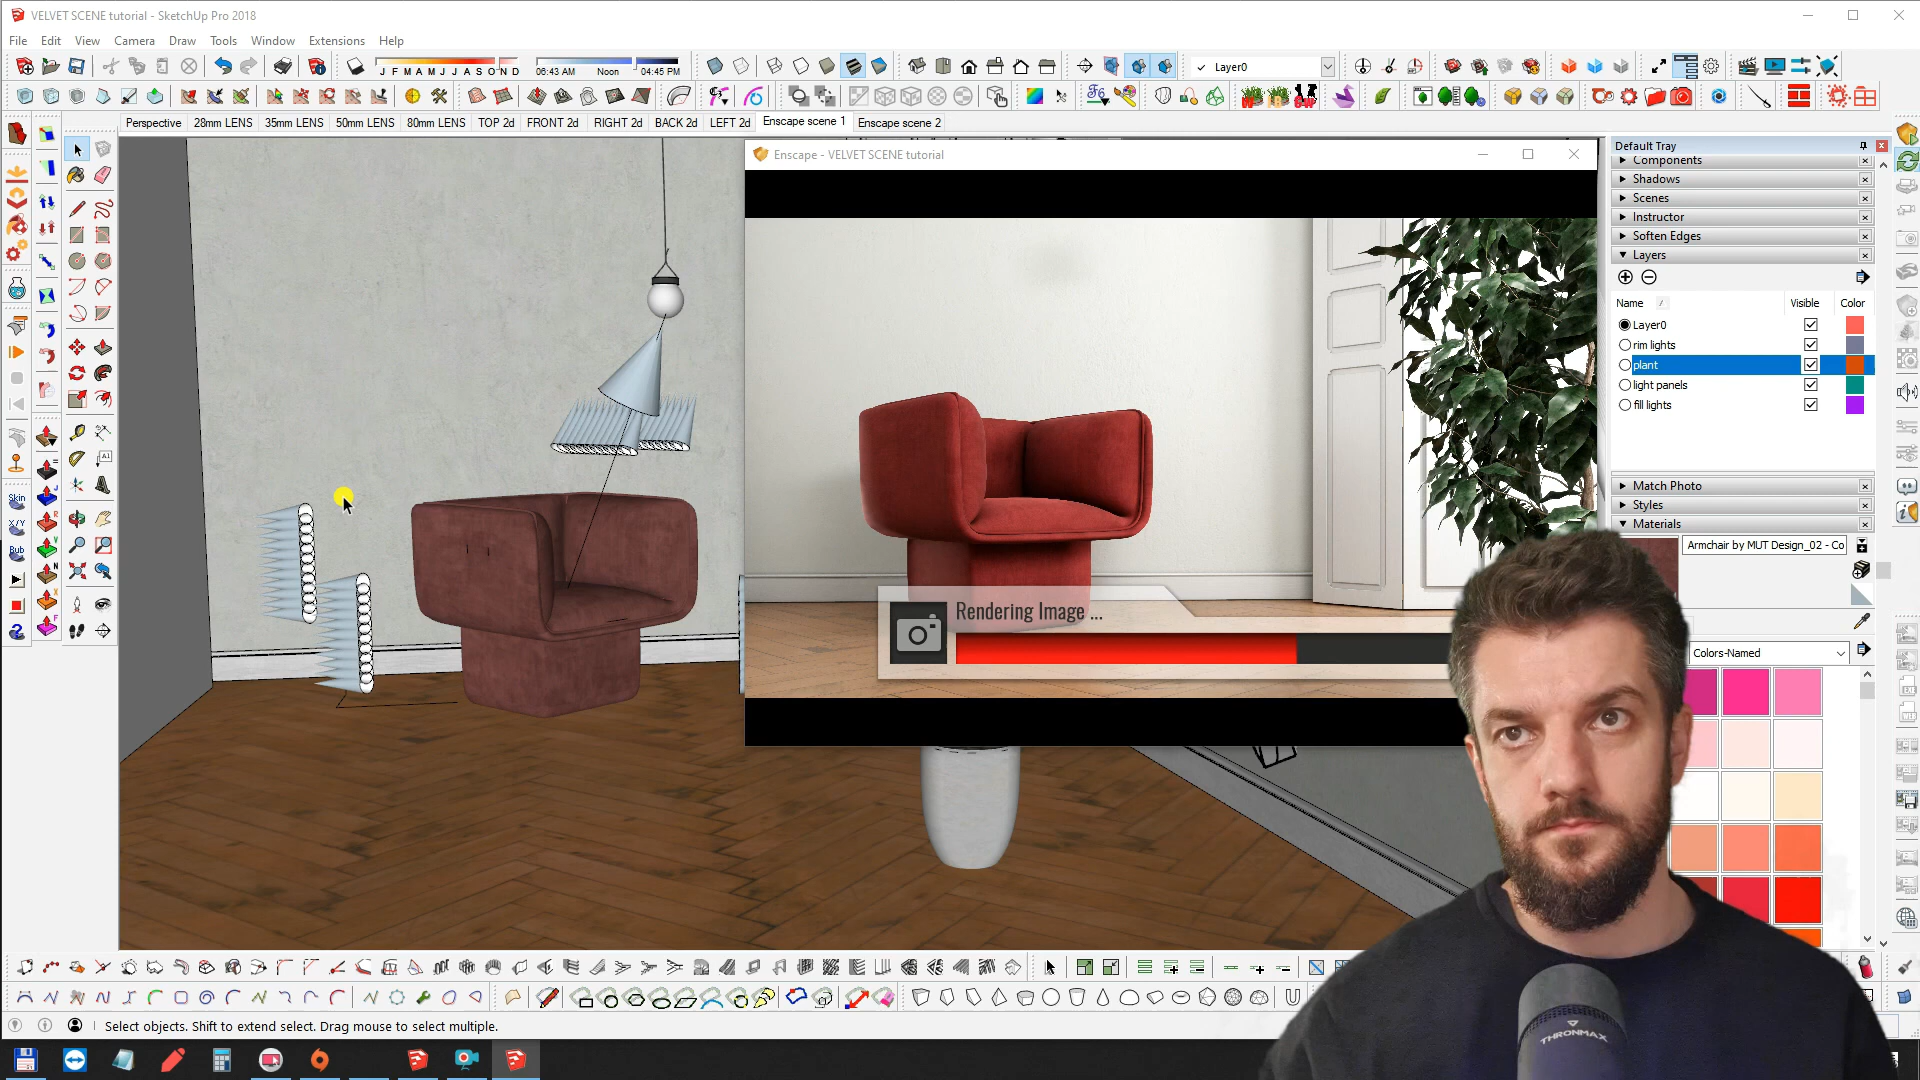 VELVET SCENE tutorial - SketchUp Pro 2018
File Edit View Camera Draw Tools Window Extensions Help
J F M A M J J A S O N D
06:43 AM Noon 04:45 PM
Layer0
Perspective 28mm LENS 35mm LENS 50mm LENS 80mm LENS TOP 2d FRONT 2d RIGHT 2d BACK 2d LEFT 2d Enscape scene 1 Enscape scene 2
Enscape - VELVET SCENE tutorial
Rendering Image ...
Default Tray
Components
Shadows
Scenes
Instructor
Soften Edges
Layers
Name Visible Color
Layer0
rim lights
plant
light panels
fill lights
Match Photo
Styles
Materials
Armchair by MUT Design_02 - Co
Colors-Named
Skin
X/Y
Bub
THRONMAX
Select objects. Shift to extend select. Drag mouse to select multiple.